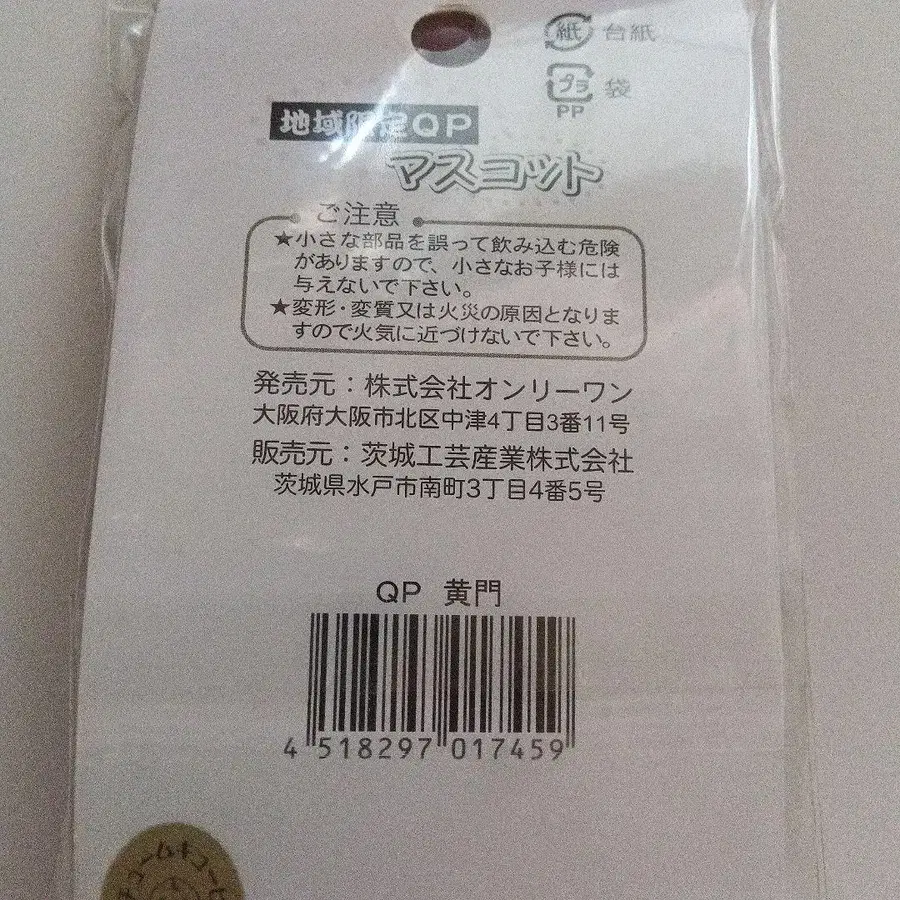 紙 台紙
プラ 袋
PP
地域限定QP
マスコット
ご注意
★小さな部品を誤って飲み込む危険
がありますので、小さなお子様には
与えないで下さい。
★変形・変質又は火災の原因となりま
すので火気に近づけないで下さい。
発売元：株式会社オンリーワン
大阪府大阪市北区中津4丁目3番11号
販売元：茨城工芸産業株式会社
茨城県水戸市南町3丁目4番5号
QP 黄門
4 518297 017459